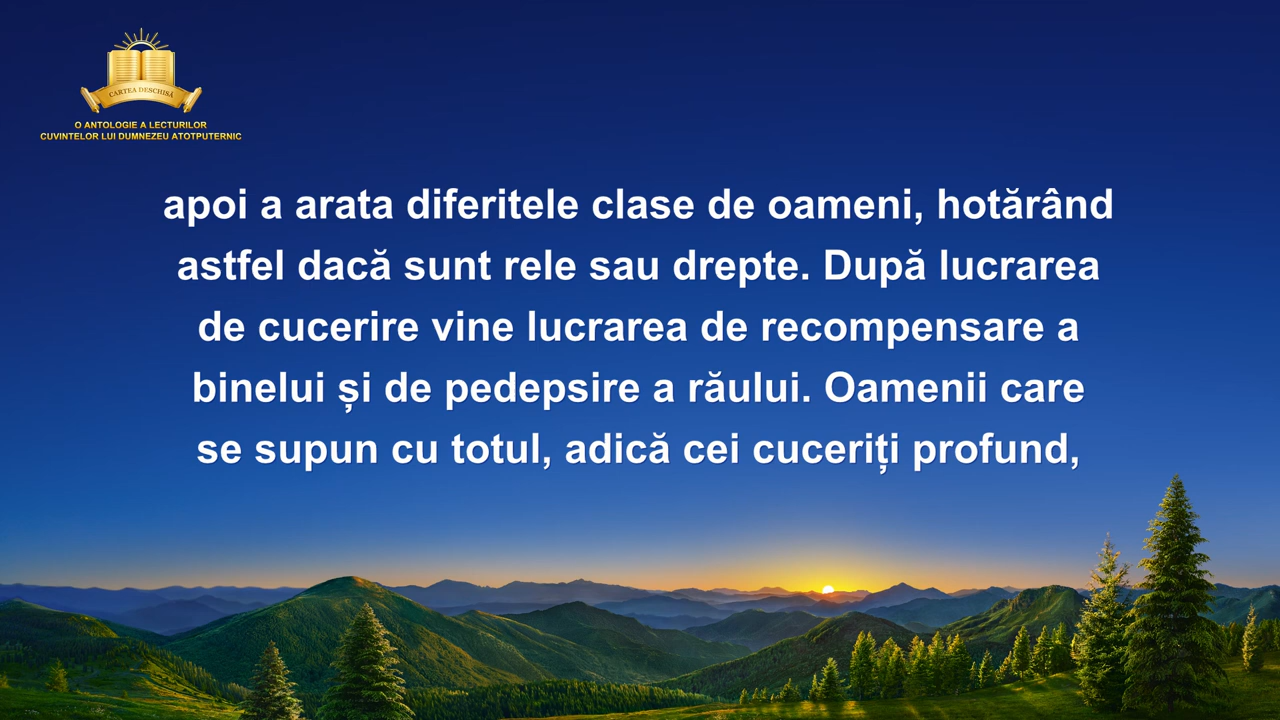 CARTEA DESCHISĂ
O ANTOLOGIE A LECTURILOR
CUVINTELOR LUI DUMNEZEU ATOTPUTERNIC
apoi a arata diferitele clase de oameni, hotărând
astfel dacă sunt rele sau drepte. După lucrarea
de cucerire vine lucrarea de recompensare a
binelui și de pedepsire a răului. Oamenii care
se supun cu totul, adică cei cuceriți profund,